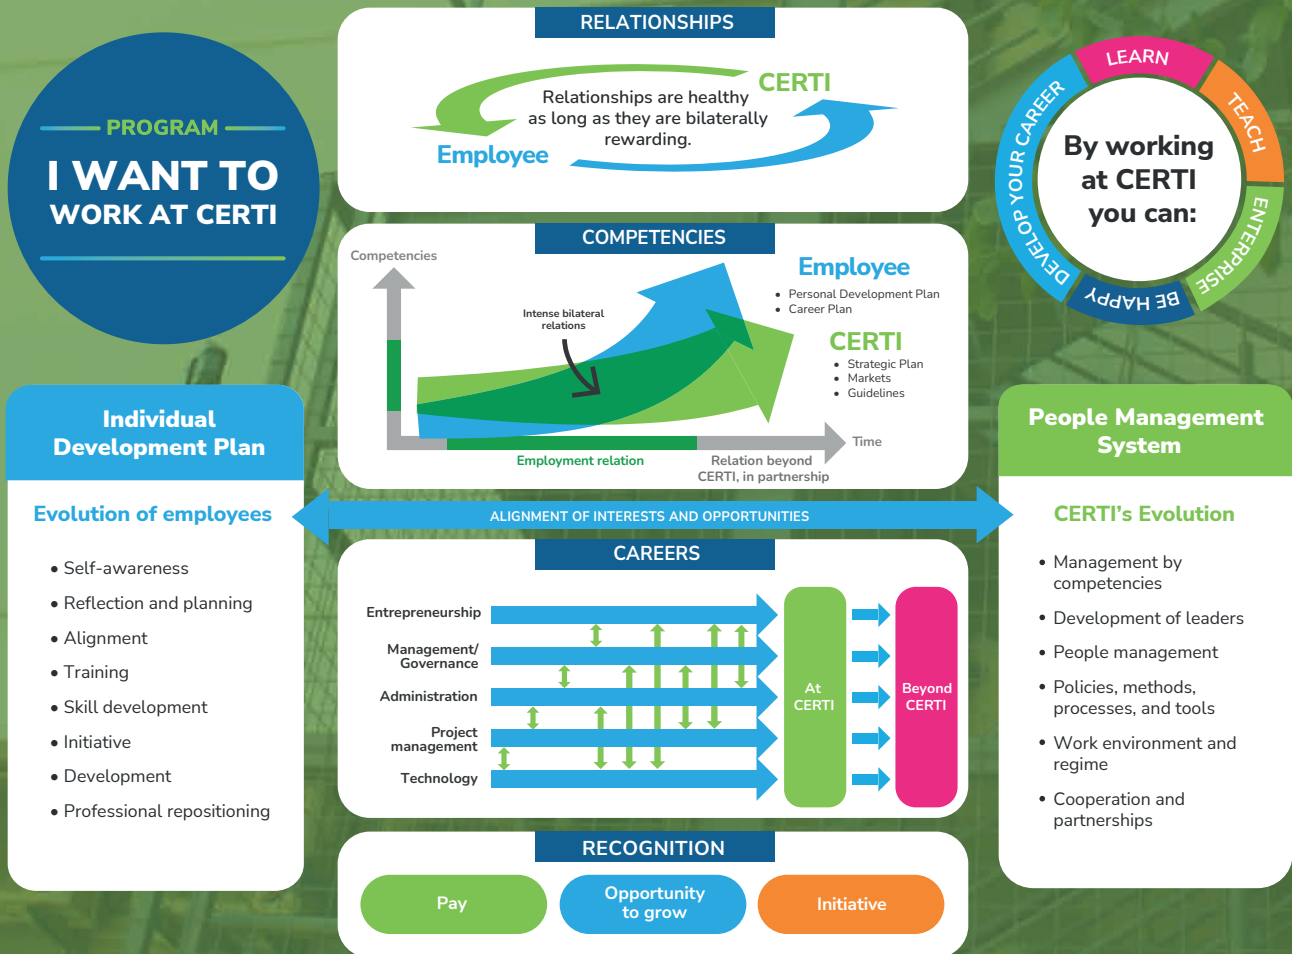 PROGRAM
I WANT TO
WORK AT CERTI
RELATIONSHIPS
CERTI
Relationships are healthy
as long as they are bilaterally
rewarding.
Employee
LEARN
TEACH
ENTERPRISE
BE HAPPY
DEVELOP YOUR CAREER
By working
at CERTI
you can:
COMPETENCIES
Competencies
Intense bilateral
relations
Employee
• Personal Development Plan
• Career Plan
CERTI
• Strategic Plan
• Markets
• Guidelines
Time
Employment relation
Relation beyond
CERTI, in partnership
Individual
Development Plan
Evolution of employees
• Self-awareness
• Reflection and planning
• Alignment
• Training
• Skill development
• Initiative
• Development
• Professional repositioning
ALIGNMENT OF INTERESTS AND OPPORTUNITIES
People Management
System
CERTI’s Evolution
• Management by
competencies
• Development of leaders
• People management
• Policies, methods,
processes, and tools
• Work environment and
regime
• Cooperation and
partnerships
CAREERS
Entrepreneurship
Management/
Governance
Administration
Project
management
Technology
At
CERTI
Beyond
CERTI
RECOGNITION
Pay
Opportunity
to grow
Initiative